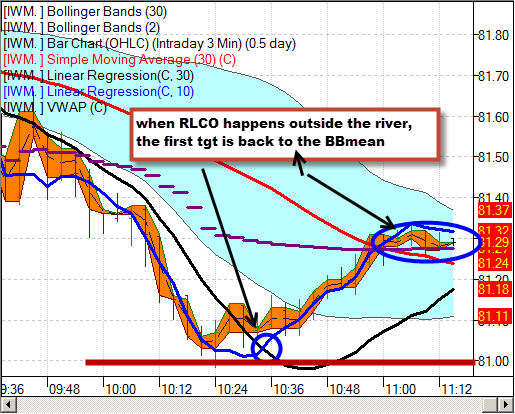 [IWM. ] Bollinger Bands (30)
[IWM. ] Bollinger Bands (2)
[IWM. ] Bar Chart (OHLC) (Intraday 3 Min) (0.5 day)
[IWM. ] Simple Moving Average (30) (C)
[IWM. ] Linear Regression(C, 30)
[IWM. ] Linear Regression(C, 10)
[IWM. ] VWAP (C)
when RLCO happens outside the river,
the first tgt is back to the BBmean
81.80
81.70
81.60
81.50
81.40
81.37
81.32
81.29
81.24
81.18
81.11
81.00
9:36 09:48 10:00 10:12 10:24 10:36 10:48 11:00 11:12